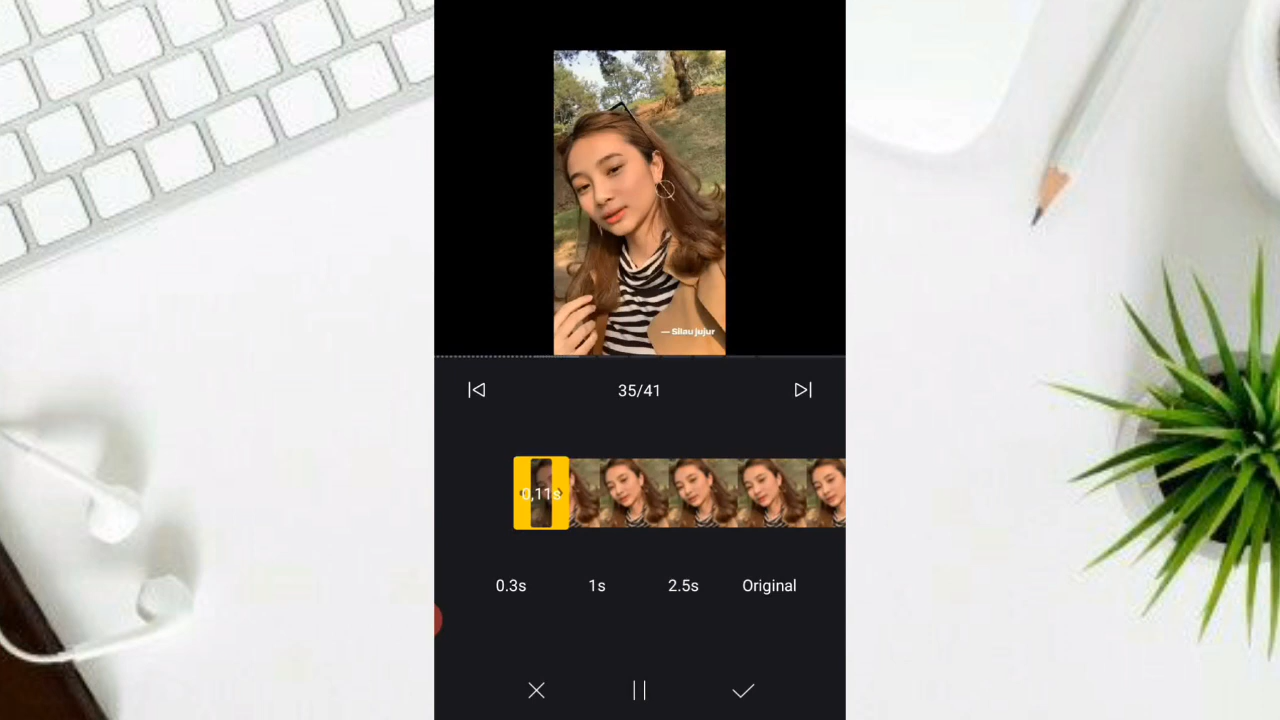 — Silau jujur
35/41
0,11s
0.3s
1s
2.5s
Original